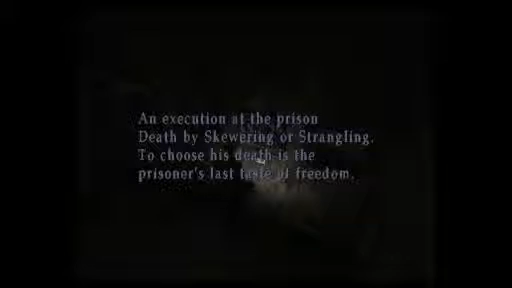 An execution at the prison
Death by Skewering or Strangling.
To choose his death is the
prisoner's last taste of freedom.